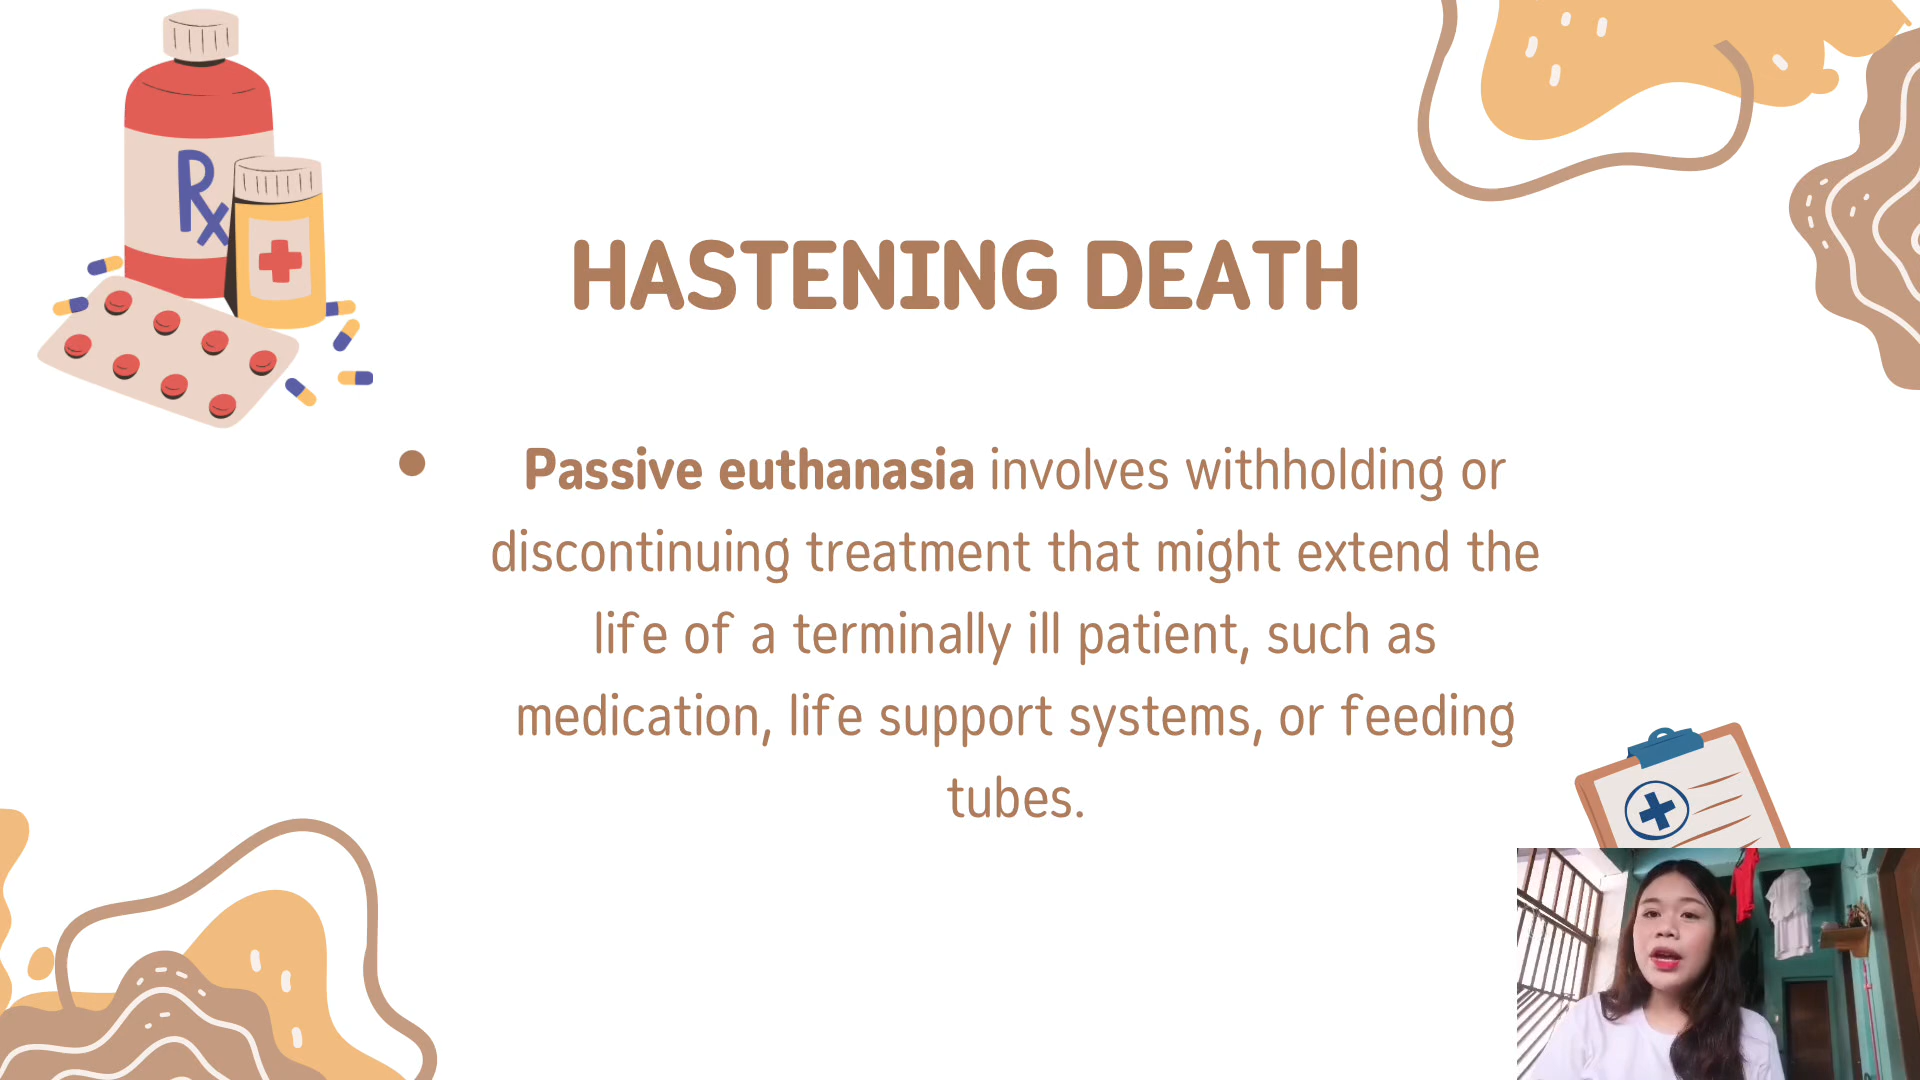 Rx
HASTENING DEATH
• Passive euthanasia involves withholding or
discontinuing treatment that might extend the
life of a terminally ill patient, such as
medication, life support systems, or feeding
tubes.